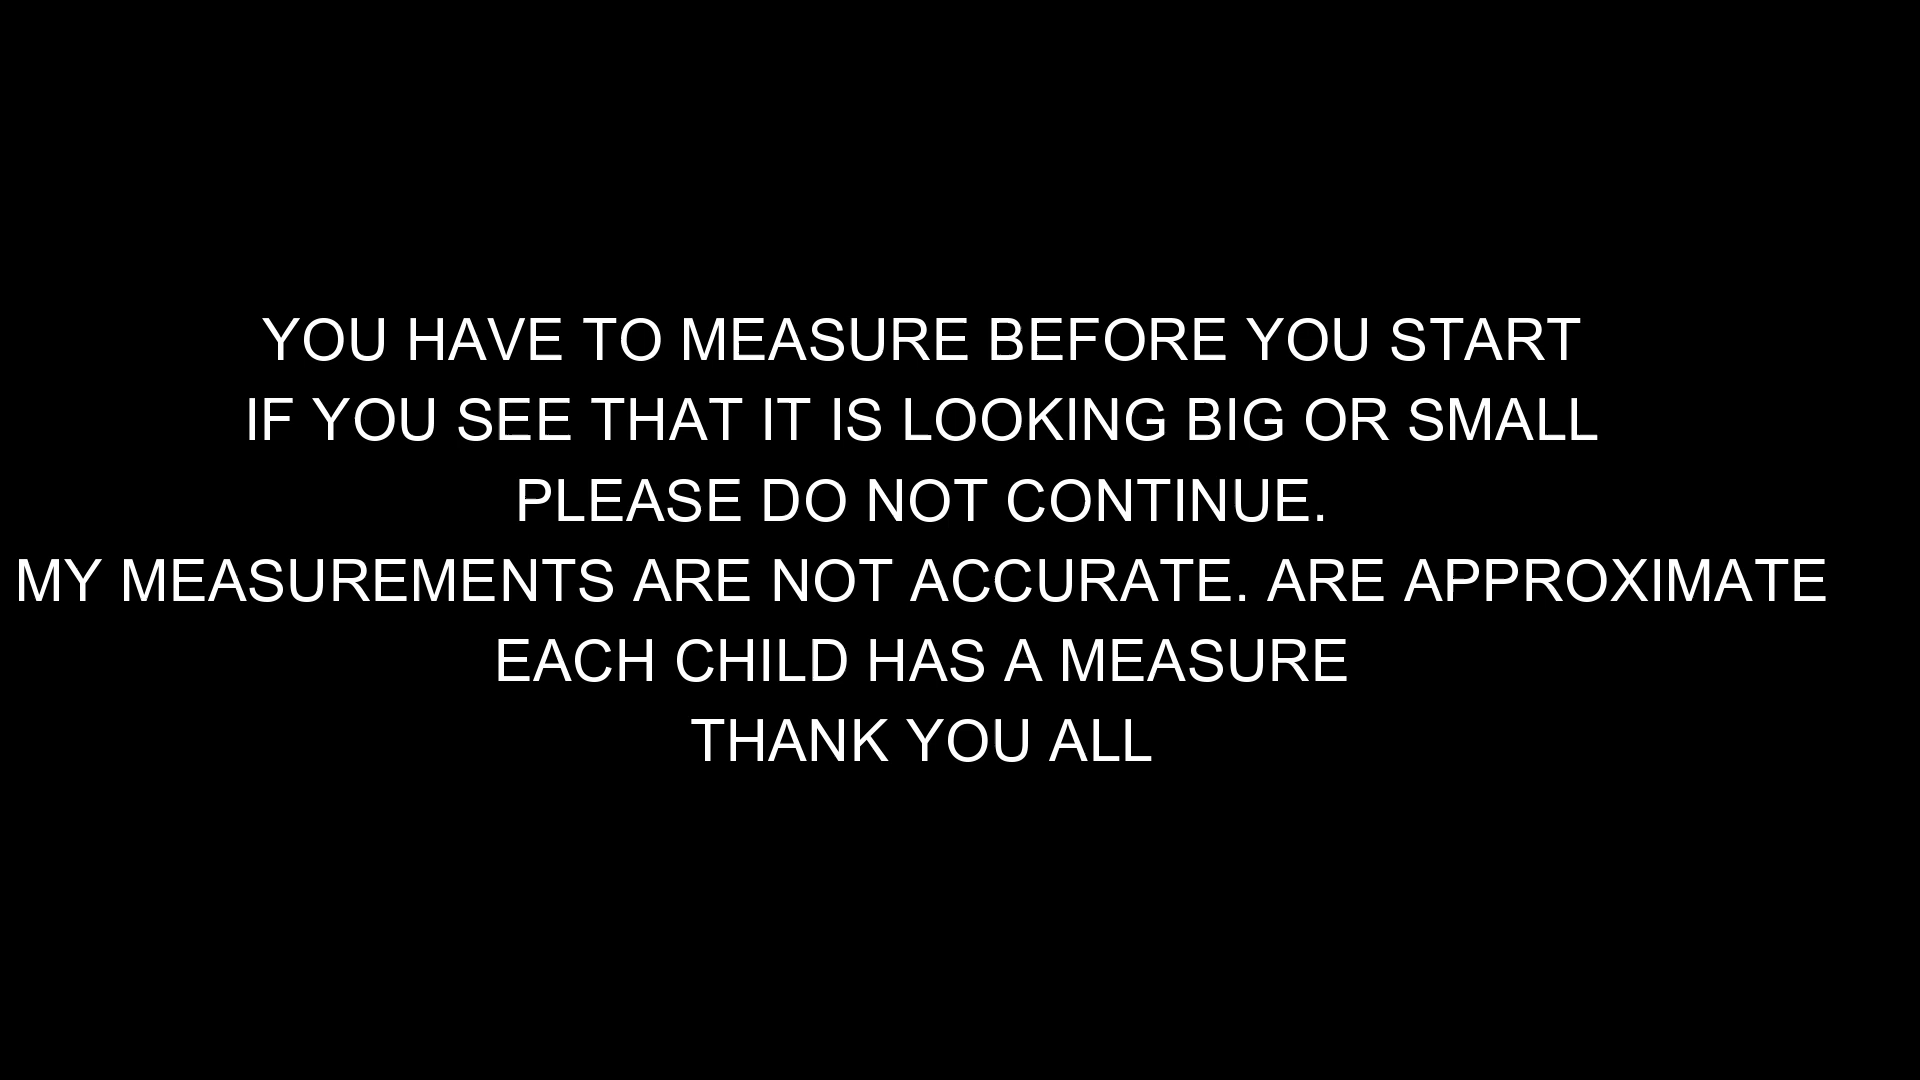 YOU HAVE TO MEASURE BEFORE YOU START
IF YOU SEE THAT IT IS LOOKING BIG OR SMALL
PLEASE DO NOT CONTINUE.
MY MEASUREMENTS ARE NOT ACCURATE. ARE APPROXIMATE
EACH CHILD HAS A MEASURE
THANK YOU ALL